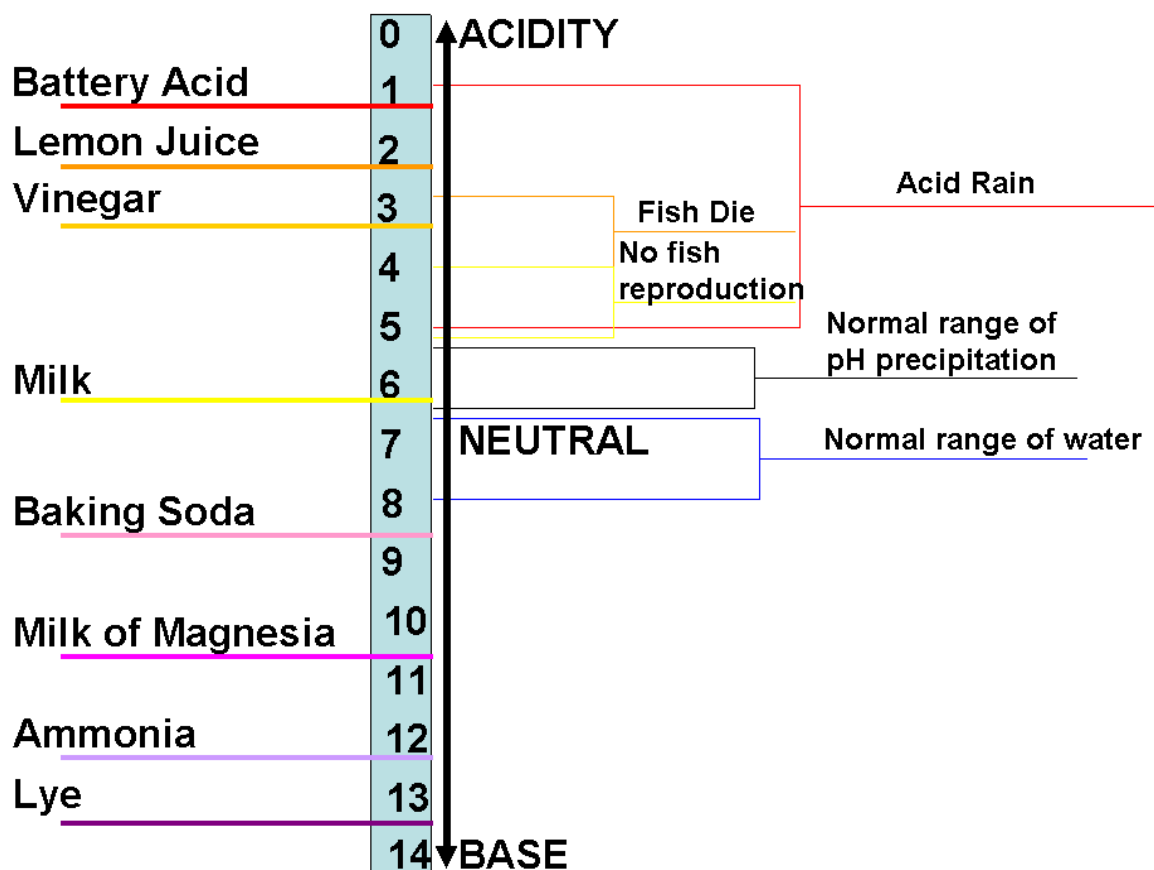 0
ACIDITY
Battery Acid
1
Lemon Juice
2
Vinegar
3
Acid Rain
Fish Die
No fish
reproduction
4
5
Normal range of
pH precipitation
Milk
6
7
NEUTRAL
Normal range of water
Baking Soda
8
9
Milk of Magnesia
10
11
Ammonia
12
Lye
13
14
BASE